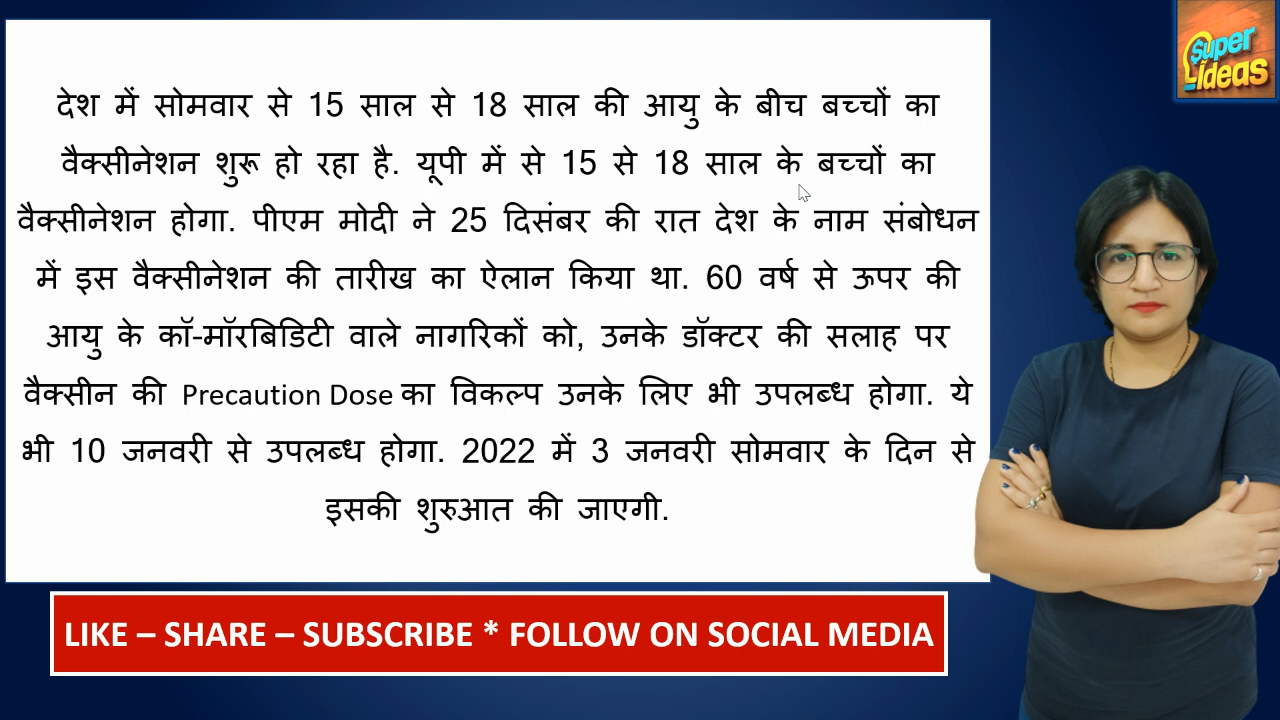 देश में सोमवार से 15 साल से 18 साल की आयु के बीच बच्चों का
वैक्सीनेशन शुरू हो रहा है. यूपी में से 15 से 18 साल के बच्चों का
वैक्सीनेशन होगा. पीएम मोदी ने 25 दिसंबर की रात देश के नाम संबोधन
में इस वैक्सीनेशन की तारीख का ऐलान किया था. 60 वर्ष से ऊपर की
आयु के कॉ-मॉरबिडिटी वाले नागरिकों को, उनके डॉक्टर की सलाह पर
वैक्सीन की Precaution Dose का विकल्प उनके लिए भी उपलब्ध होगा. ये
भी 10 जनवरी से उपलब्ध होगा. 2022 में 3 जनवरी सोमवार के दिन से
इसकी शुरुआत की जाएगी.
LIKE – SHARE – SUBSCRIBE * FOLLOW ON SOCIAL MEDIA
Super
Ideas